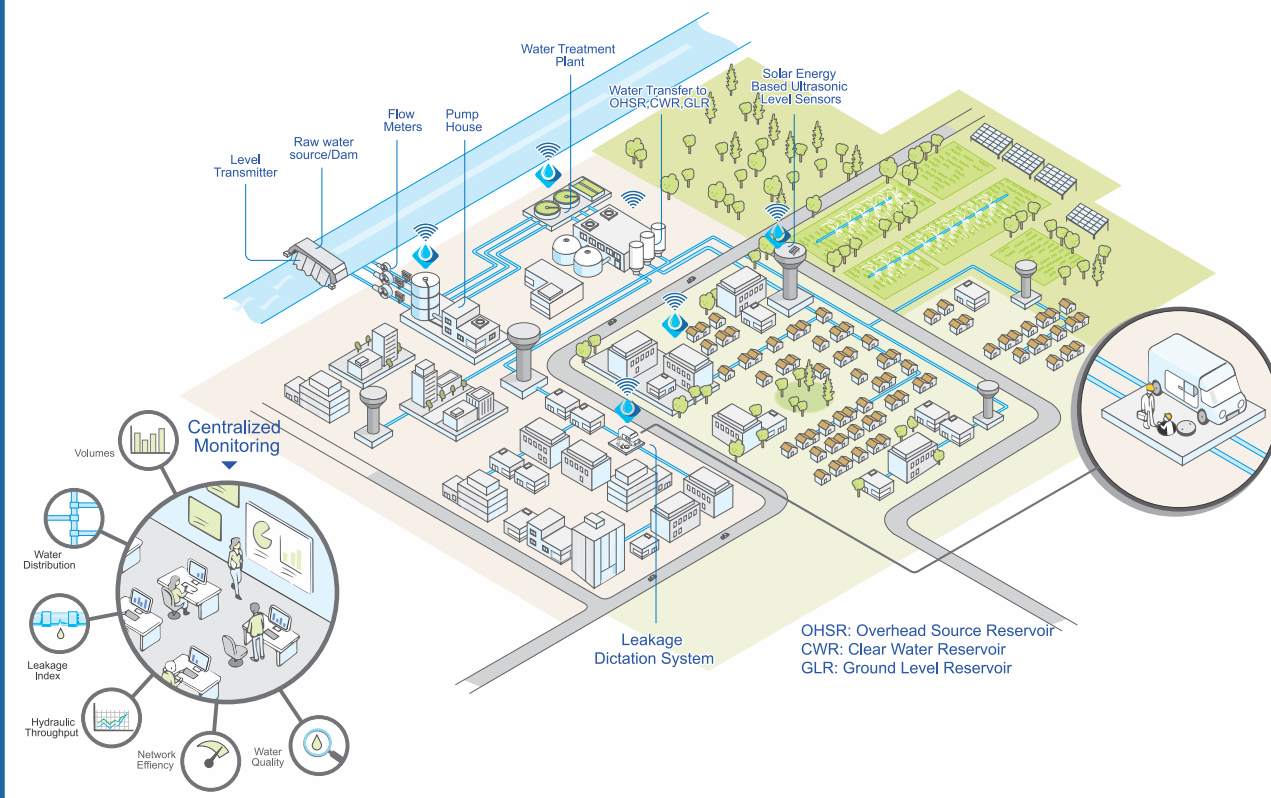 Water Treatment
Plant
Solar Energy
Based Ultrasonic
Level Sensors
Water Transfer to
OHSR,CWR,GLR
Flow
Meters
Pump
House
Raw water
source/Dam
Level
Transmitter
Centralized
Monitoring
Volumes
Water
Distribution
Leakage
Index
Hydraulic
Throughput
Network
Effiency
Water
Quality
Leakage
Dictation System
OHSR: Overhead Source Reservoir
CWR: Clear Water Reservoir
GLR: Ground Level Reservoir